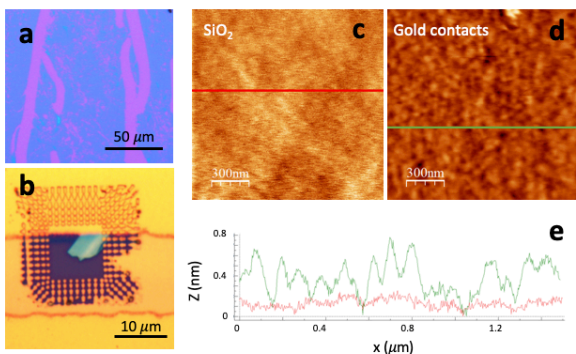 a
50 μm
b
10 μm
SiO₂
c
300nm
Gold contacts
d
300nm
e
0.8
0.4
0
Z (nm)
0
0.4
0.8
1.2
x (μm)